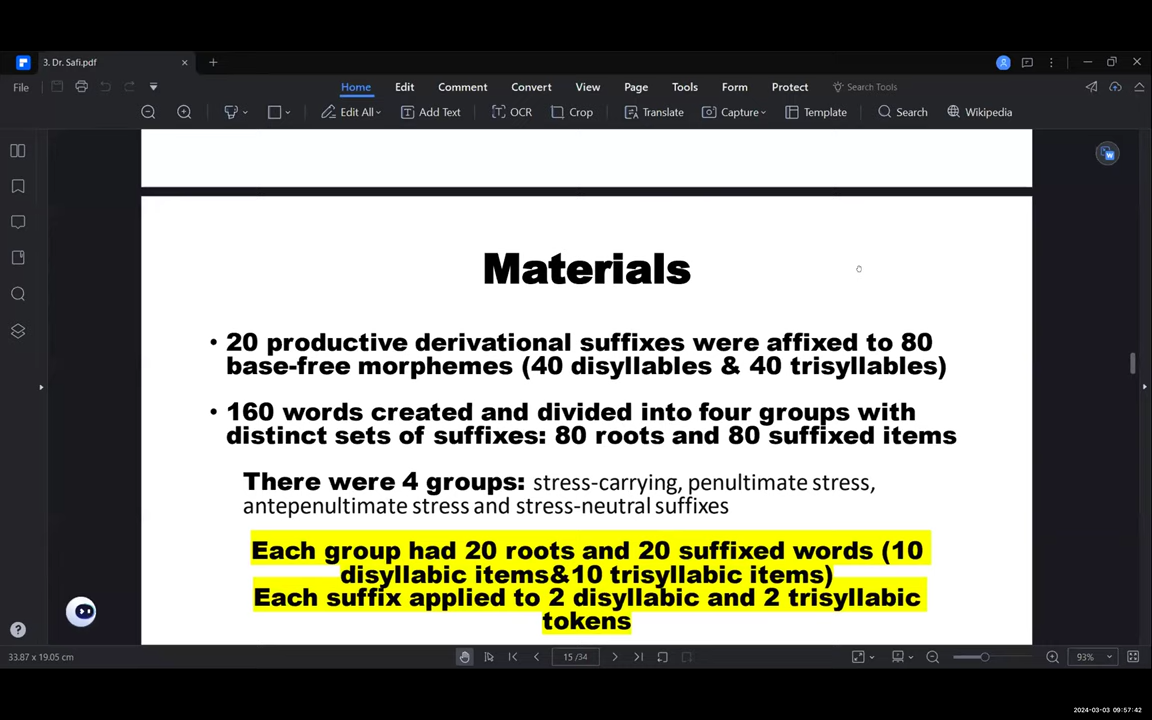 3. Dr. Safi.pdf
File
Home Edit Comment Convert View Page Tools Form Protect Search Tools
Edit All Add Text OCR Crop Translate Capture Template Search Wikipedia
Materials
• 20 productive derivational suffixes were affixed to 80
base-free morphemes (40 disyllables & 40 trisyllables)
• 160 words created and divided into four groups with
distinct sets of suffixes: 80 roots and 80 suffixed items
There were 4 groups: stress-carrying, penultimate stress,
antepenultimate stress and stress-neutral suffixes
Each group had 20 roots and 20 suffixed words (10
disyllabic items&10 trisyllabic items)
Each suffix applied to 2 disyllabic and 2 trisyllabic
tokens
33.87 x 19.05 cm
15 /34
93%
2024-03-03 09:57:42